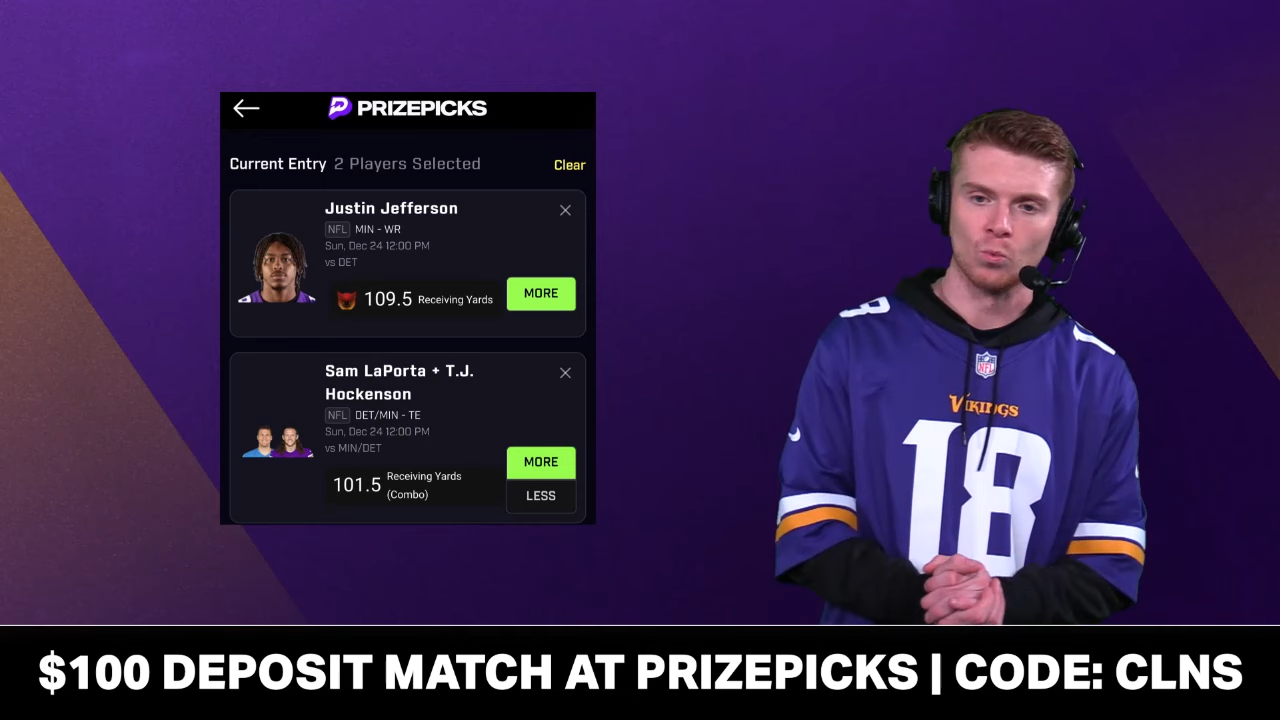 PRIZEPICKS
Current Entry 2 Players Selected Clear
Justin Jefferson
NFL MIN - WR
Sun, Dec 24 12:00 PM
vs DET
109.5 Receiving Yards MORE
Sam LaPorta + T.J.
Hockenson
NFL DET/MIN - TE
Sun, Dec 24 12:00 PM
vs MIN/DET
101.5 Receiving Yards
(Combo)
MORE
LESS
NFL
VIKINGS
18
$100 DEPOSIT MATCH AT PRIZEPICKS | CODE: CLNS